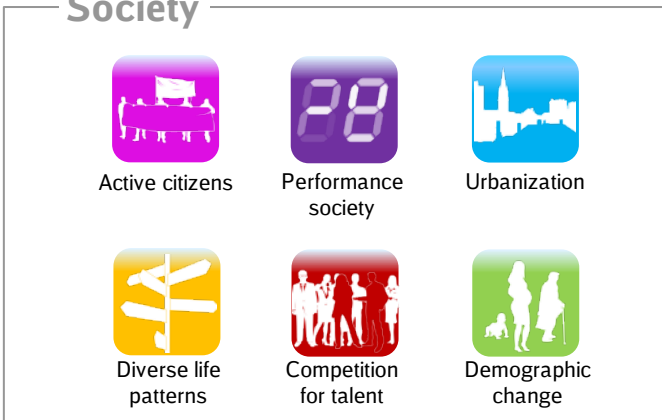 Society
Active citizens
Performance
society
Urbanization
Diverse life
patterns
Competition
for talent
Demographic
change